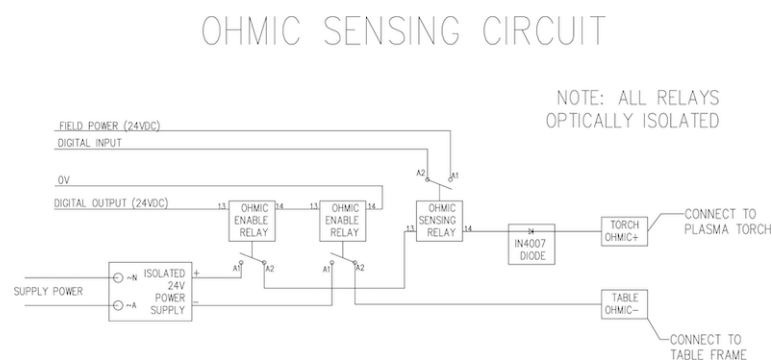 OHMIC SENSING CIRCUIT
NOTE: ALL RELAYS
OPTICALLY ISOLATED
FIELD POWER (24VDC)
DIGITAL INPUT
A2
A1
0V
DIGITAL OUTPUT (24VDC)
13
OHMIC
ENABLE
RELAY
14
13
OHMIC
ENABLE
RELAY
14
13
OHMIC
SENSING
RELAY
14
IN4007
DIODE
TORCH
OHMIC+
CONNECT TO
PLASMA TORCH
A1
A2
A1
A2
SUPPLY POWER
~N
~A
ISOLATED
24V
POWER
SUPPLY
+
-
TABLE
OHMIC-
CONNECT TO
TABLE FRAME